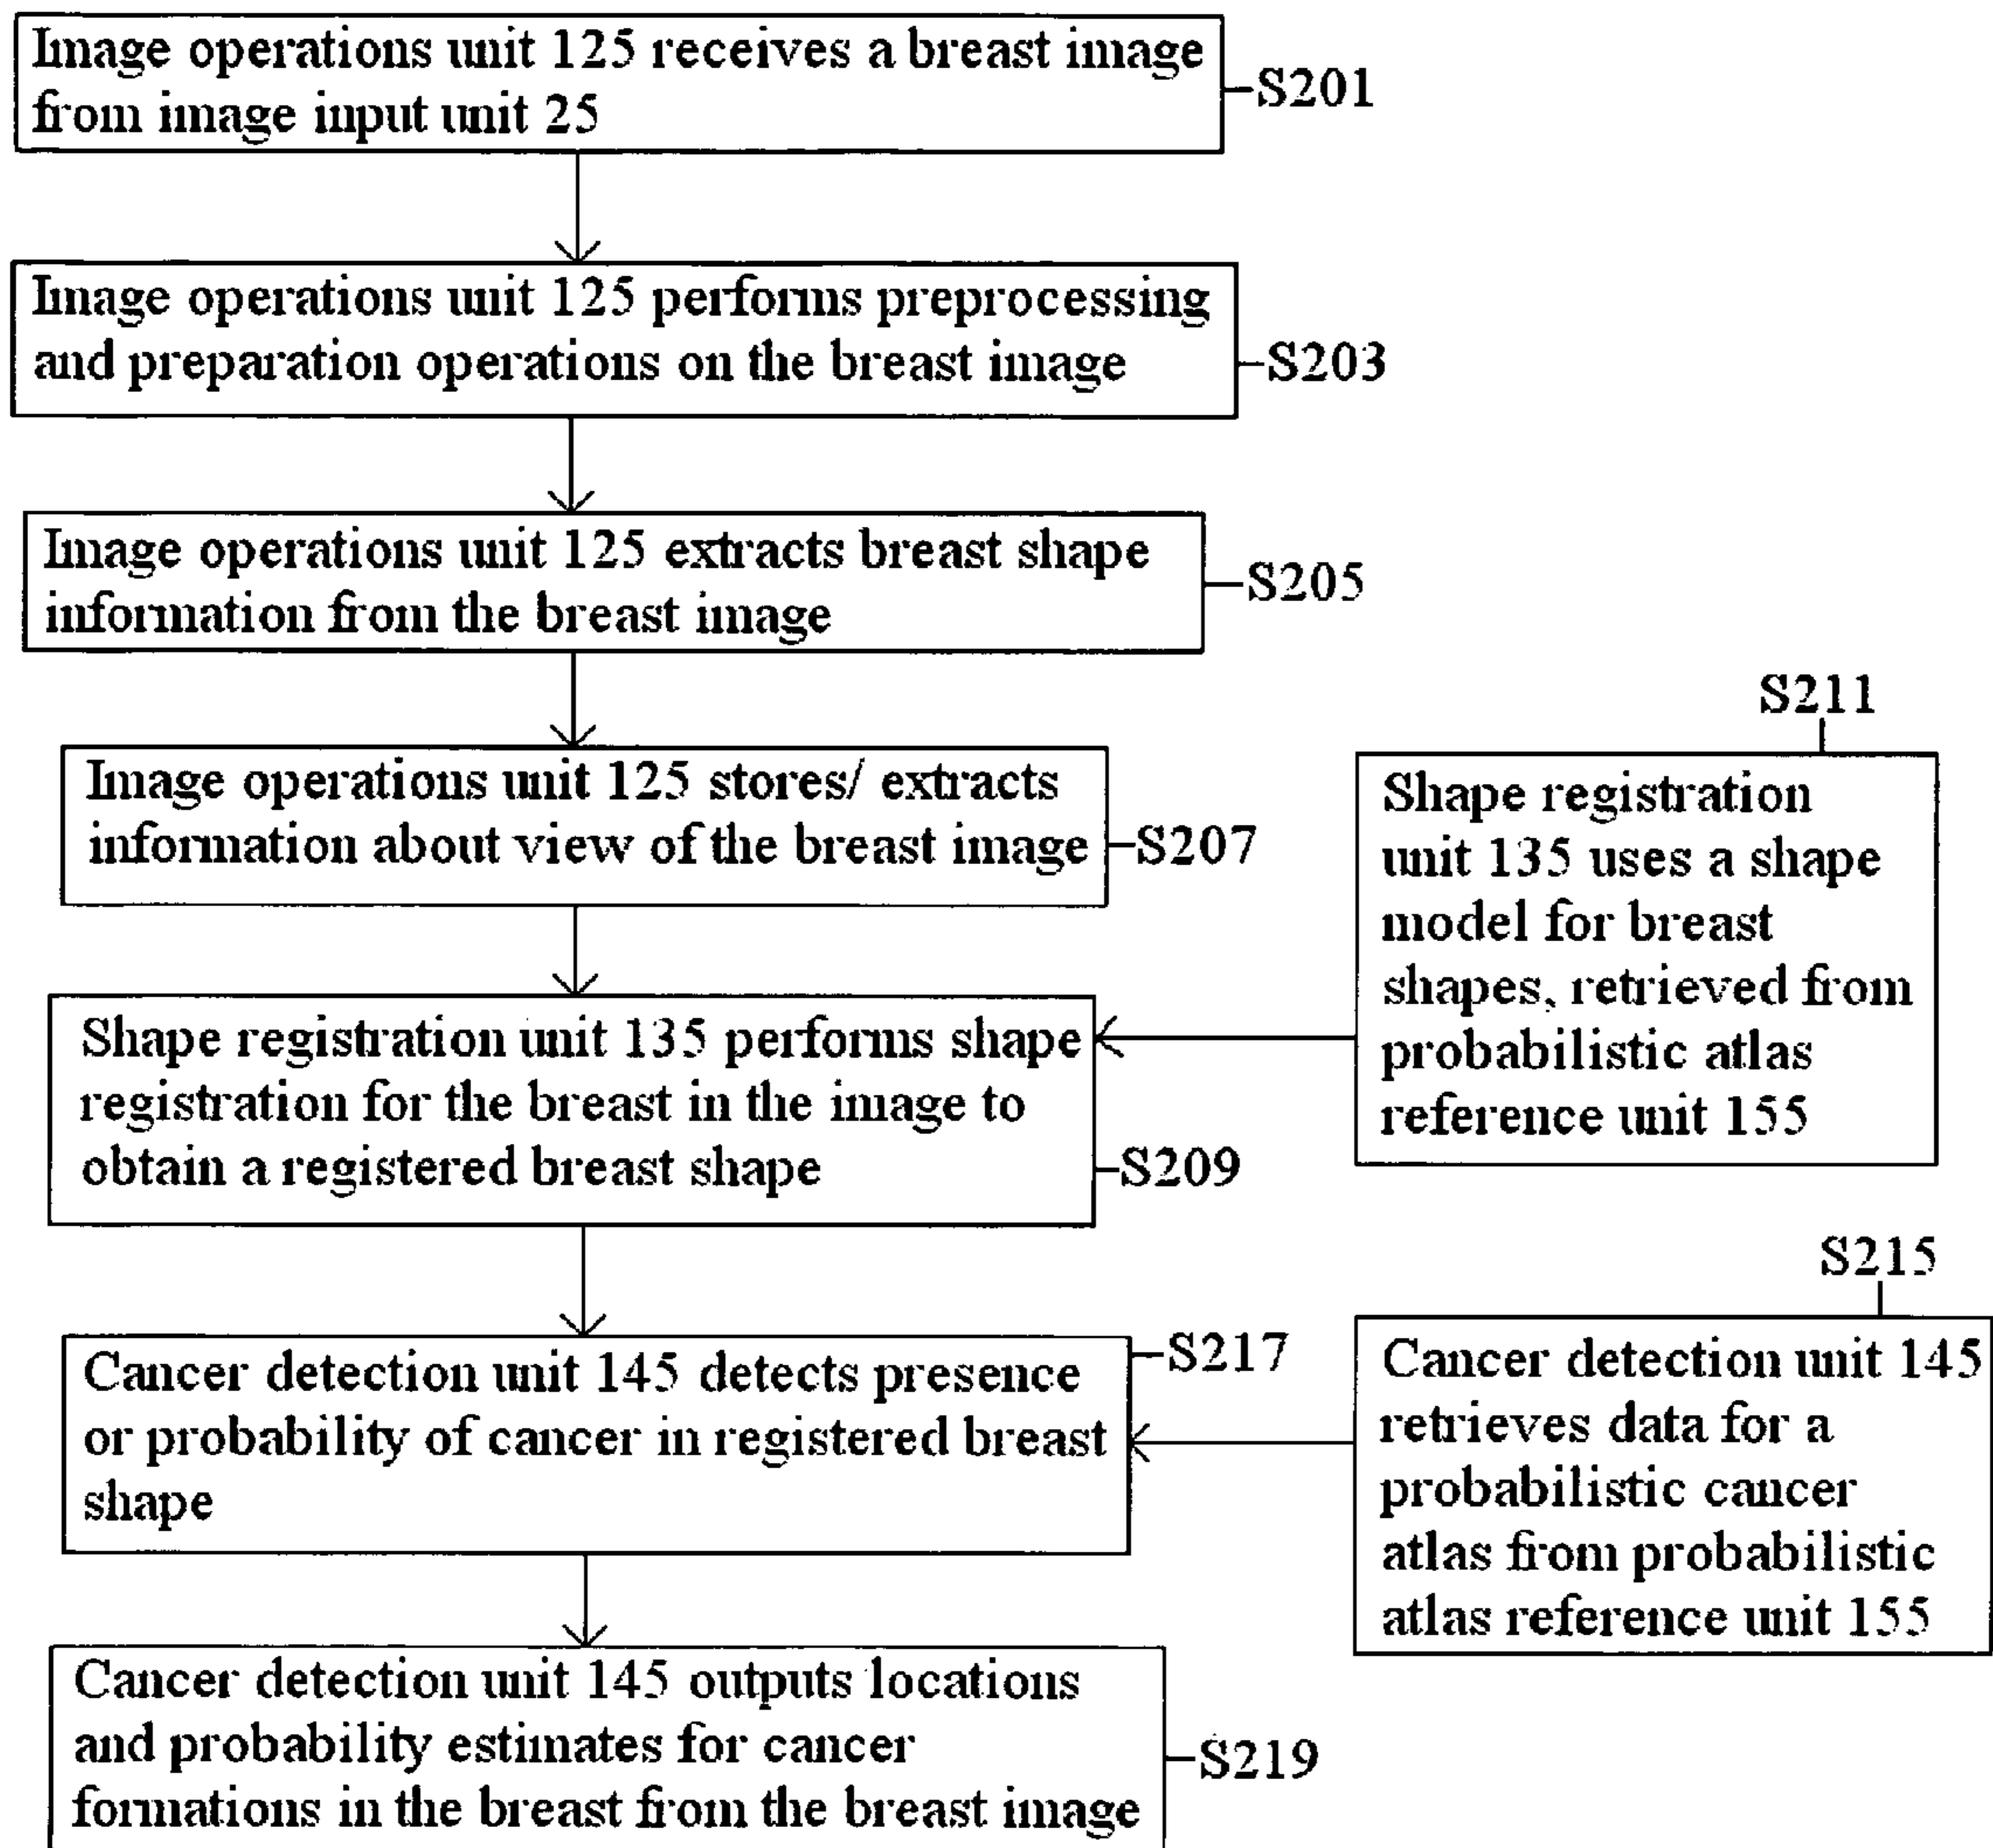 Image operations unit 125 receives a breast image
from image input unit 25
S201
Image operations unit 125 performs preprocessing
and preparation operations on the breast image
S203
Image operations unit 125 extracts breast shape
information from the breast image
S205
Image operations unit 125 stores/ extracts
information about view of the breast image
S207
S211
Shape registration
unit 135 uses a shape
model for breast
shapes, retrieved from
probabilistic atlas
reference unit 155
Shape registration unit 135 performs shape
registration for the breast in the image to
obtain a registered breast shape
S209
S215
Cancer detection unit 145
retrieves data for a
probabilistic cancer
atlas from probabilistic
atlas reference unit 155
Cancer detection unit 145 detects presence
or probability of cancer in registered breast
shape
S217
Cancer detection unit 145 outputs locations
and probability estimates for cancer
formations in the breast from the breast image
S219